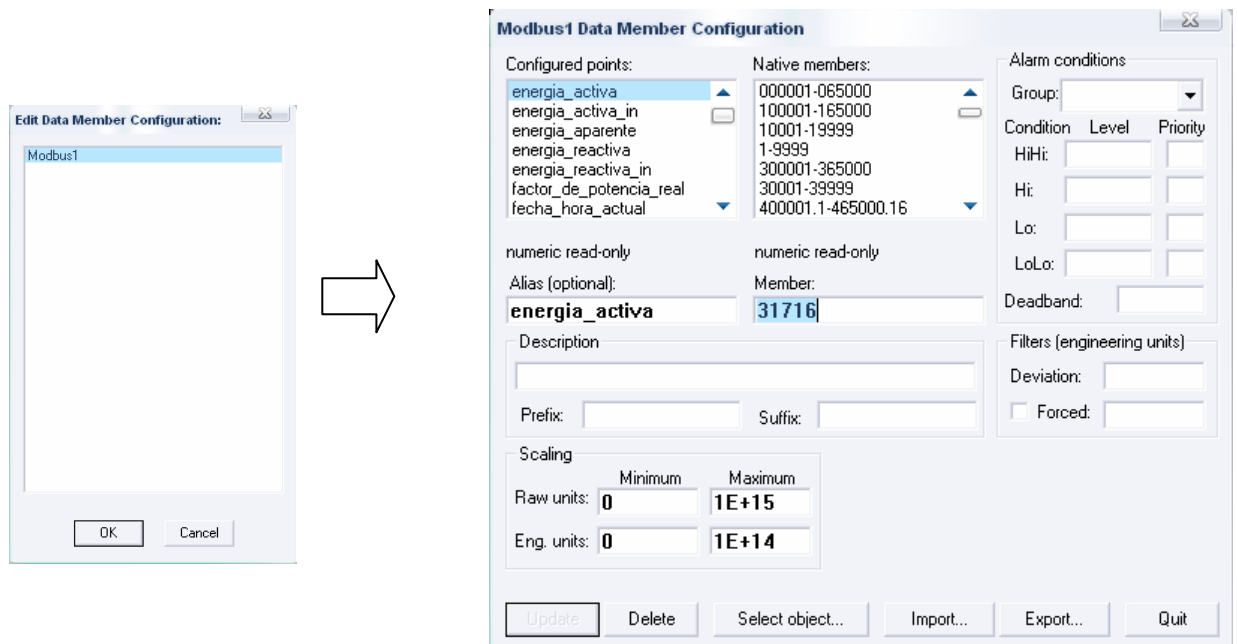 Edit Data Member Configuration:
Modbus1
OK Cancel
Modbus1 Data Member Configuration
Configured points:
energia_activa
energia_activa_in
energia_aparente
energia_reactiva
energia_reactiva_in
factor_de_potencia_real
fecha_hora_actual
Native members:
000001-065000
100001-165000
10001-19999
1-9999
300001-365000
30001-39999
400001.1-465000.16
numeric read-only
numeric read-only
Alias (optional):
energia_activa
Member:
31716
Description
Prefix:
Suffix:
Scaling
Minimum Maximum
Raw units: 0 1E+15
Eng. units: 0 1E+14
Alarm conditions
Group:
Condition Level Priority
HiHi:
Hi:
Lo:
LoLo:
Deadband:
Filters (engineering units)
Deviation:
Forced:
Update Delete Select object... Import... Export... Quit